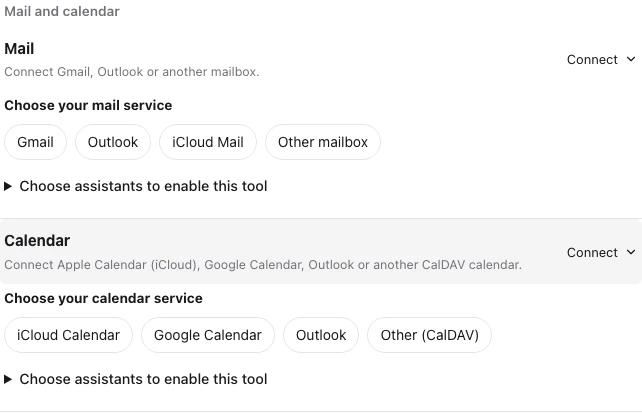 Mail and calendar
Mail
Connect
Connect Gmail, Outlook or another mailbox.
Choose your mail service
Gmail
Outlook
iCloud Mail
Other mailbox
Choose assistants to enable this tool
Calendar
Connect
Connect Apple Calendar (iCloud), Google Calendar, Outlook or another CalDAV calendar.
Choose your calendar service
iCloud Calendar
Google Calendar
Outlook
Other (CalDAV)
Choose assistants to enable this tool